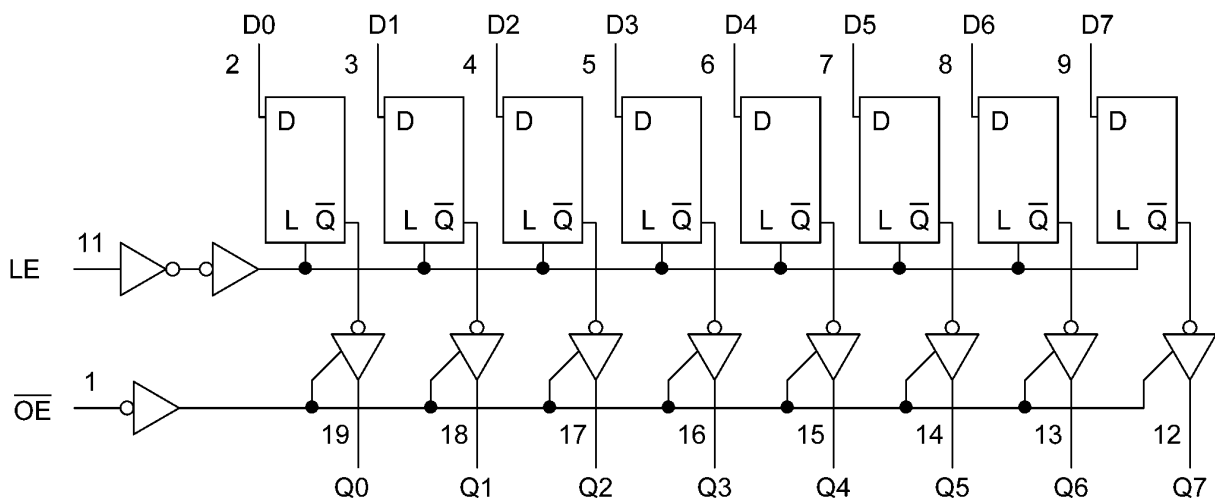 D0 D1 D2 D3 D4 D5 D6 D7
2 3 4 5 6 7 8 9
D D D D D D D D
L Q̅ L Q̅ L Q̅ L Q̅ L Q̅ L Q̅ L Q̅ L Q̅
11
LE
1
O̅E̅
19 18 17 16 15 14 13 12
Q0 Q1 Q2 Q3 Q4 Q5 Q6 Q7